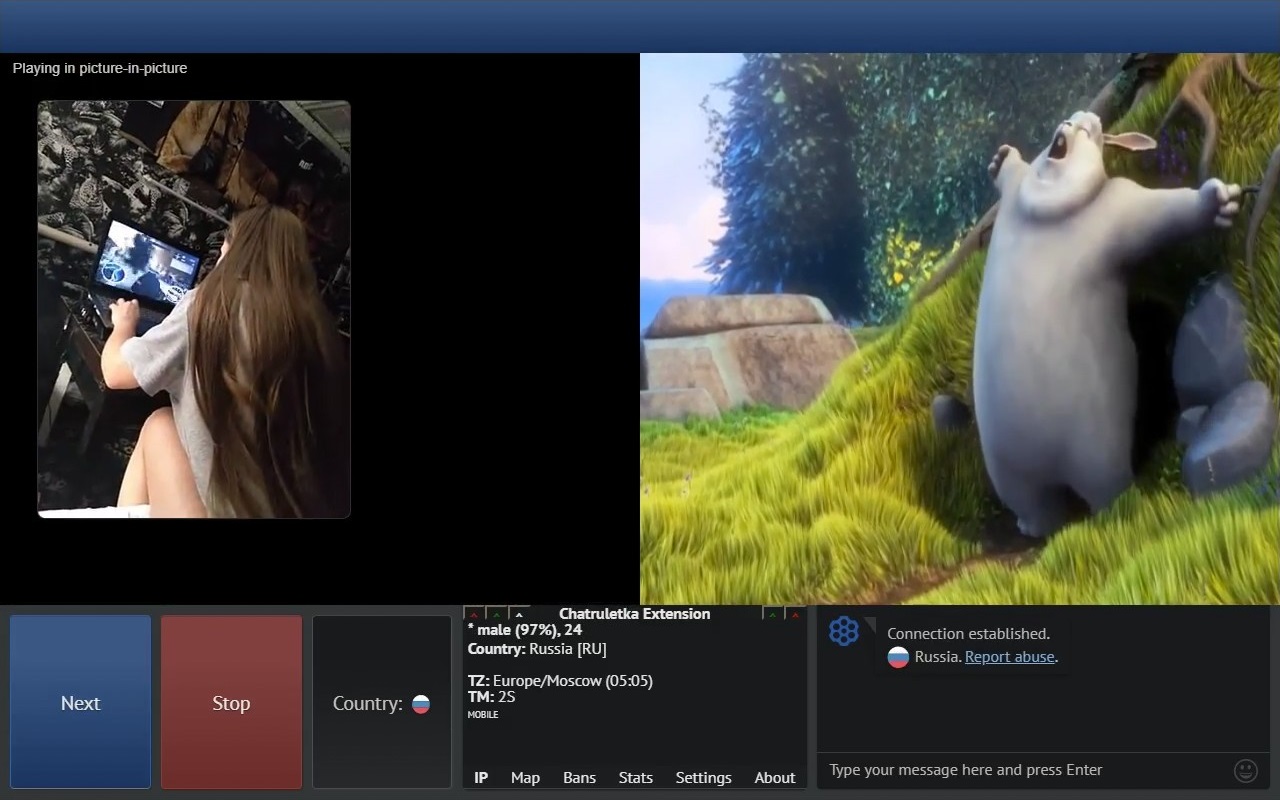 Playing in picture-in-picture
Next
Stop
Country:
Chatruletka Extension
* male (97%), 24
Country: Russia [RU]
TZ: Europe/Moscow (05:05)
TM: 2S
MOBILE
IP Map Bans Stats Settings About
Connection established.
Russia. Report abuse.
Type your message here and press Enter